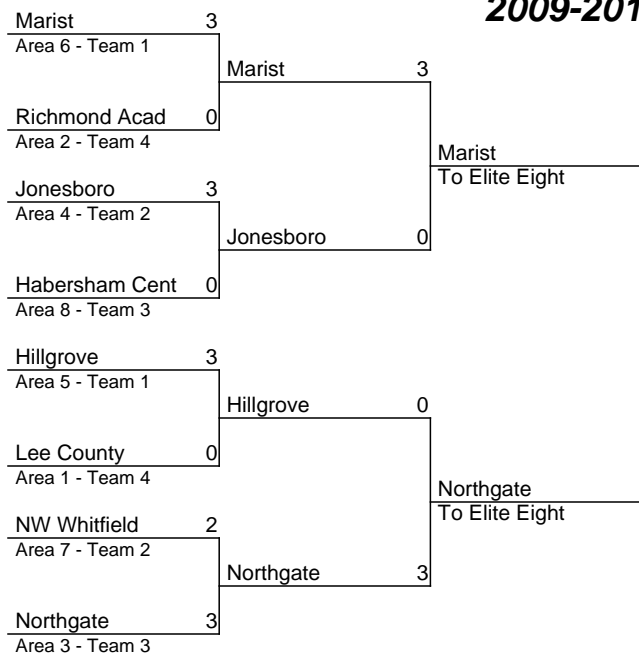 2009-201
Marist 3
Area 6 - Team 1
Marist 3
Richmond Acad 0
Area 2 - Team 4
Marist
To Elite Eight
Jonesboro 3
Area 4 - Team 2
Jonesboro 0
Habersham Cent 0
Area 8 - Team 3
Hillgrove 3
Area 5 - Team 1
Hillgrove 0
Lee County 0
Area 1 - Team 4
Northgate
To Elite Eight
NW Whitfield 2
Area 7 - Team 2
Northgate 3
Northgate 3
Area 3 - Team 3